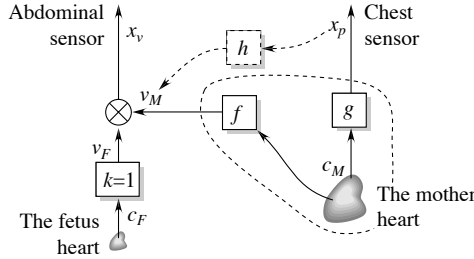 Abdominal
sensor
x_v
Chest
sensor
x_p
h
v_M
f
g
v_F
c_M
k=1
c_F
The fetus
heart
The mother
heart